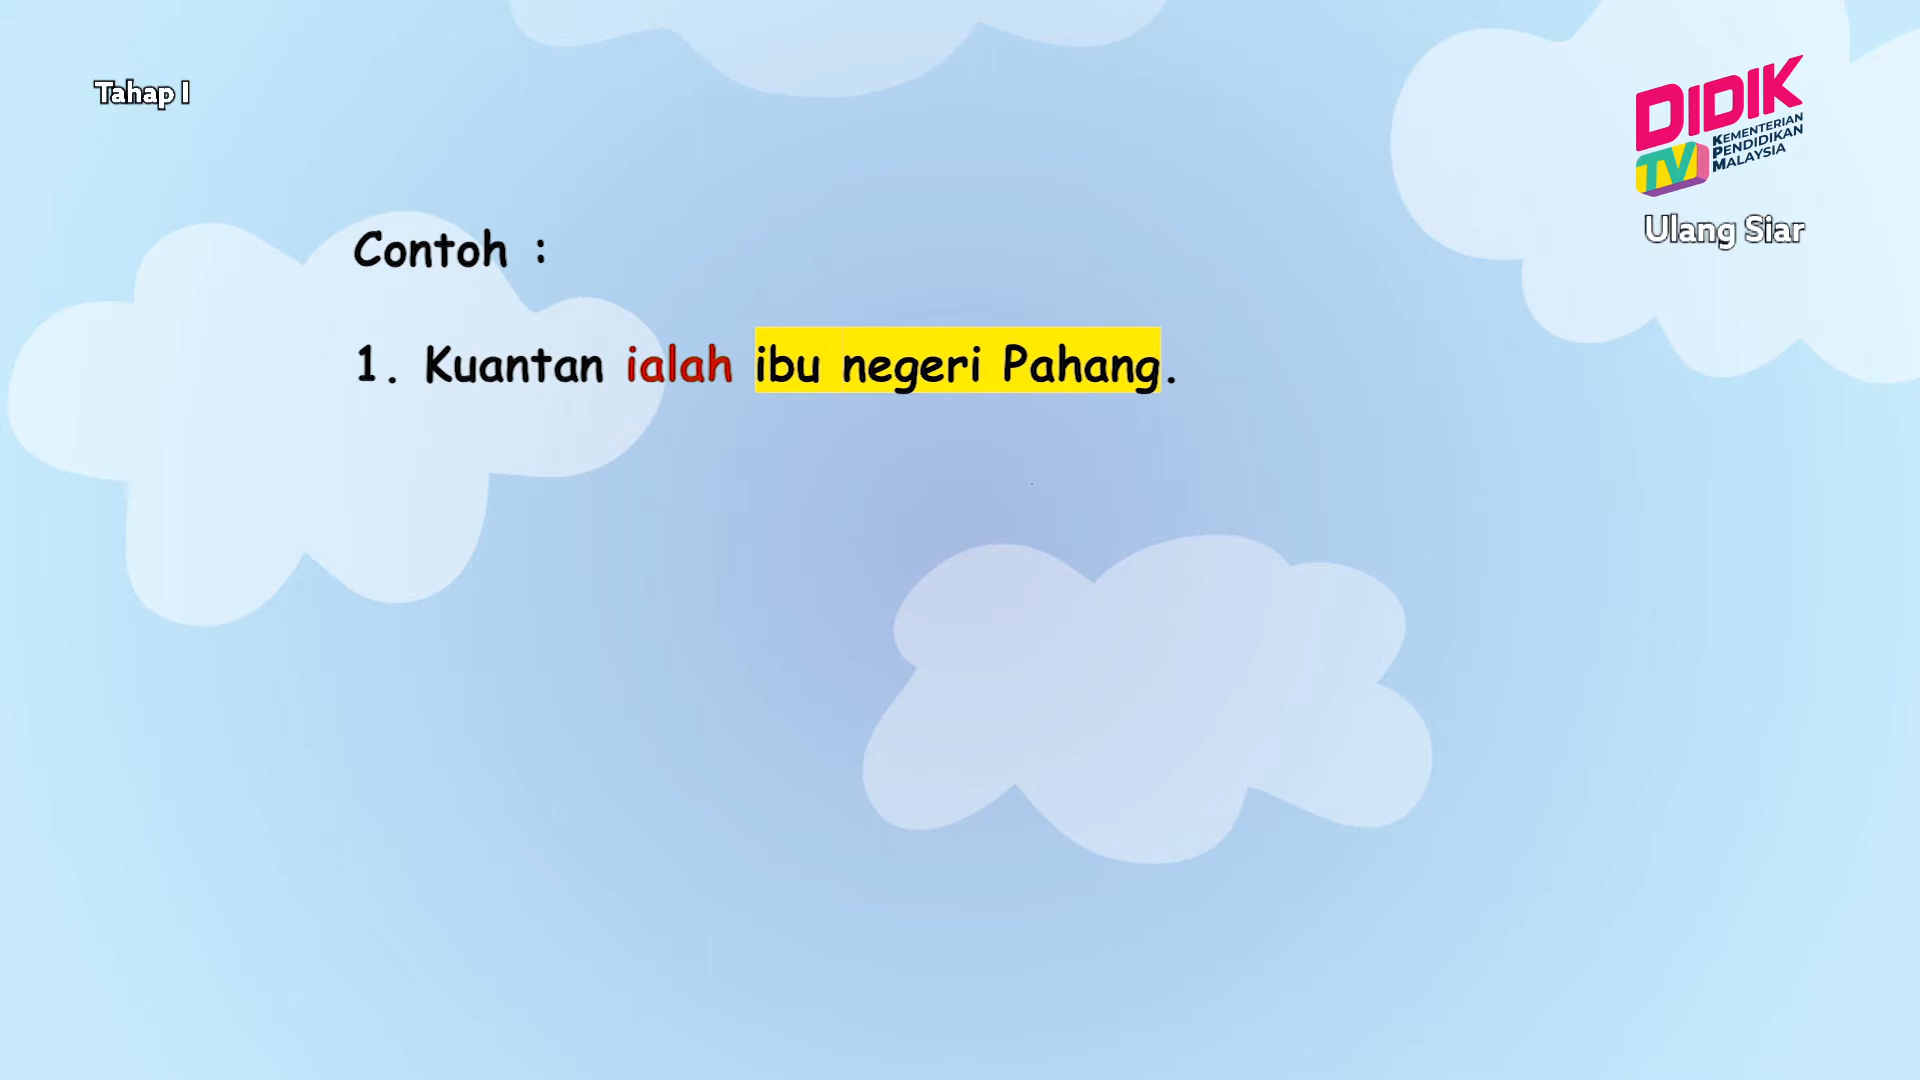 Tahap I
DIDIK
TV
KEMENTERIAN
PENDIDIKAN
MALAYSIA
Ulang Siar
Contoh :
1. Kuantan ialah ibu negeri Pahang.